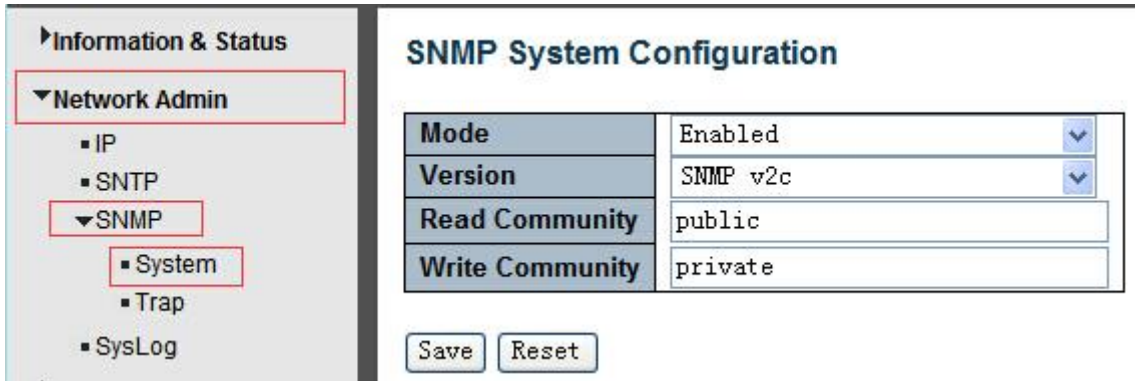 Information & Status
Network Admin
IP
SNTP
SNMP
System
Trap
SysLog
SNMP System Configuration
Mode Enabled
Version SNMP v2c
Read Community public
Write Community private
Save Reset